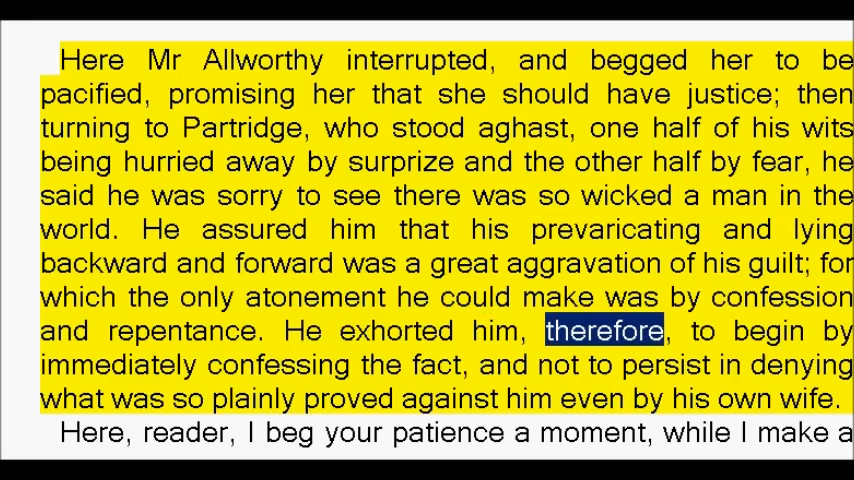 Here Mr Allworthy interrupted, and begged her to be
pacified, promising her that she should have justice; then
turning to Partridge, who stood aghast, one half of his wits
being hurried away by surprize and the other half by fear, he
said he was sorry to see there was so wicked a man in the
world. He assured him that his prevaricating and lying
backward and forward was a great aggravation of his guilt; for
which the only atonement he could make was by confession
and repentance. He exhorted him, therefore, to begin by
immediately confessing the fact, and not to persist in denying
what was so plainly proved against him even by his own wife.
Here, reader, I beg your patience a moment, while I make a